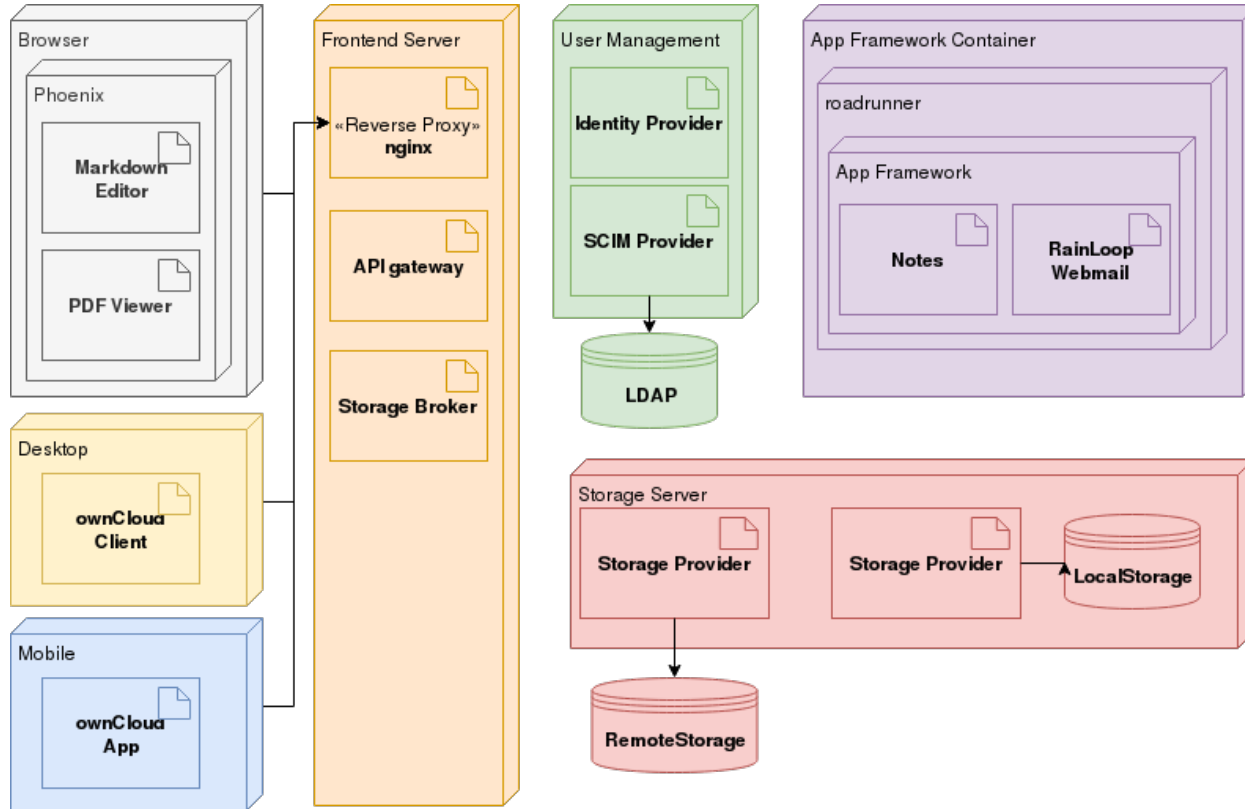 Browser
Phoenix
Markdown
Editor
PDF Viewer
Desktop
ownCloud
Client
Mobile
ownCloud
App
Frontend Server
«Reverse Proxy»
nginx
API gateway
Storage Broker
User Management
Identity Provider
SCIM Provider
LDAP
App Framework Container
roadrunner
App Framework
Notes
RainLoop
Webmail
Storage Server
Storage Provider
Storage Provider
LocalStorage
RemoteStorage